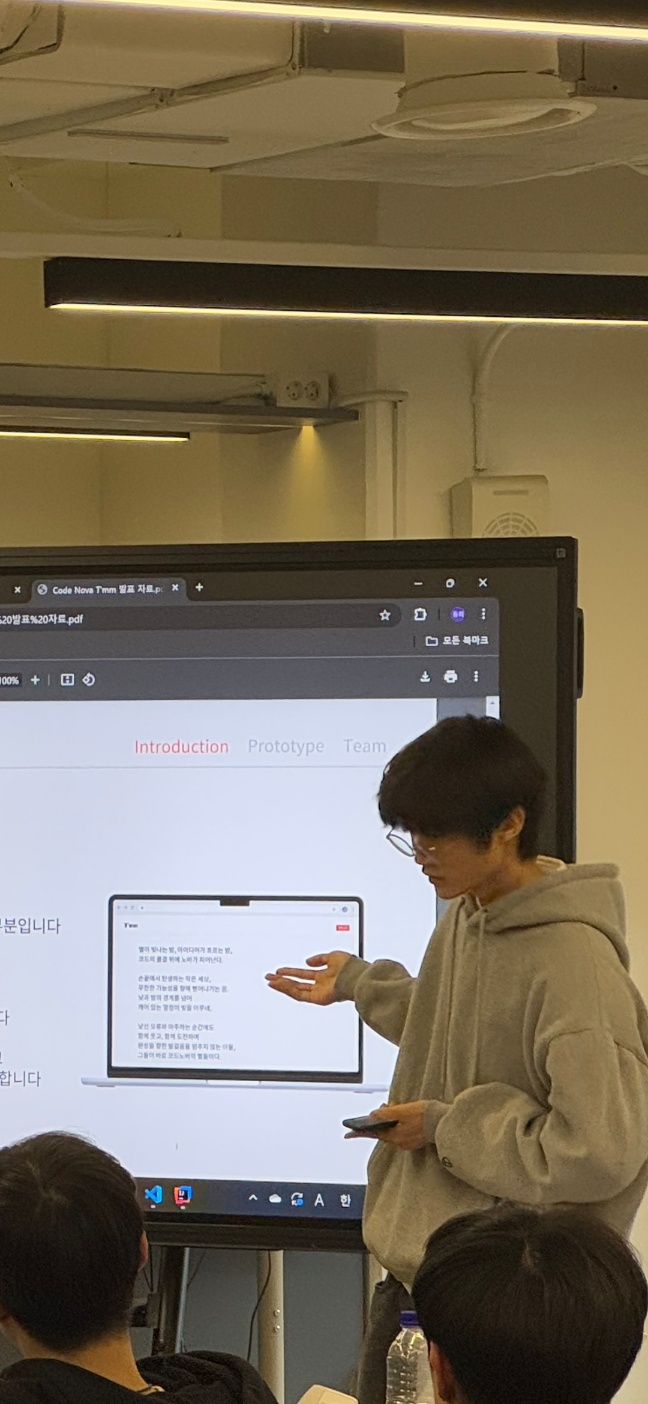 Code Nova T'mm 발표 자료.p
%20발표%20자료.pdf
모든 북마크
100%
Introduction Prototype Team
부분입니다
T'mm
별이 빛나는 밤, 아이디어가 흐르는 방,
코드의 물결 위에 노바가 피어난다.
손끝에서 탄생하는 작은 세상,
무한한 가능성을 향해 뻗어나가는 꿈.
낮과 밤의 경계를 넘어
깨어 있는 열정이 빛을 이루네.
낯선 오류와 마주하는 순간에도
함께 웃고, 함께 도전하며
완성을 향한 발걸음을 멈추지 않는 이들,
그들이 바로 코드노바의 별들이다.
다
합니다
A 한